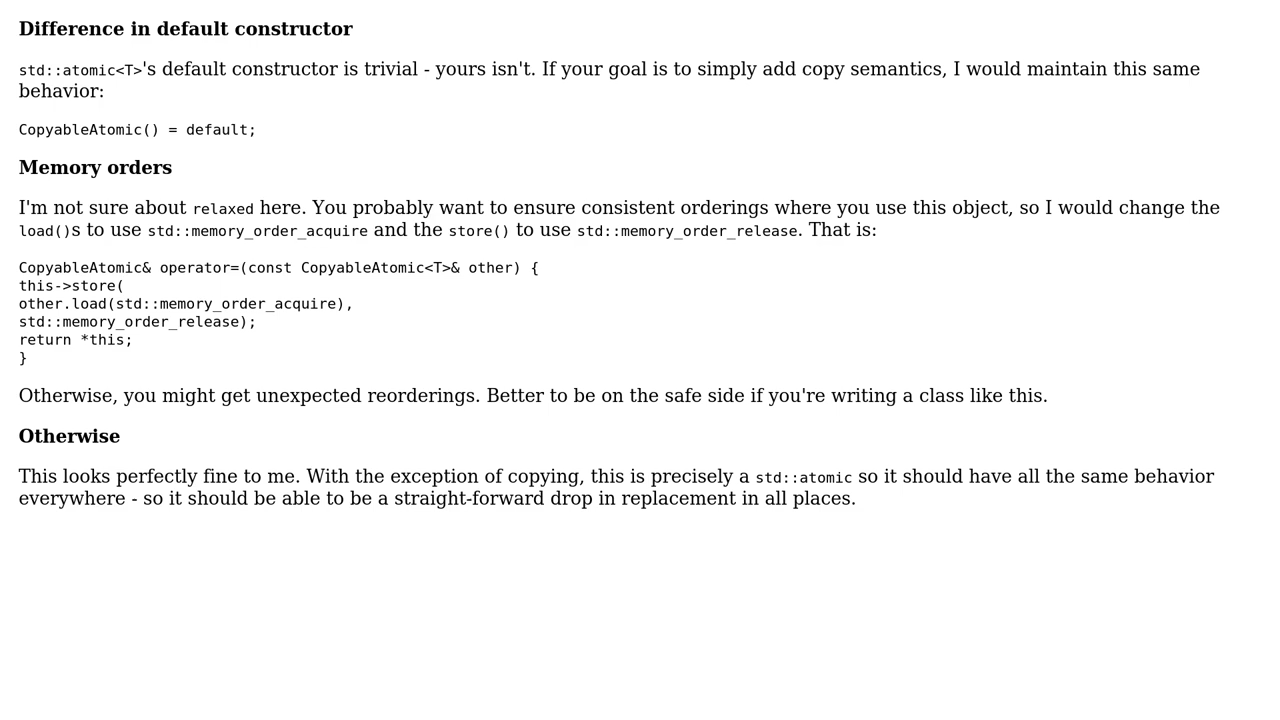 Difference in default constructor
std::atomic<T>'s default constructor is trivial - yours isn't. If your goal is to simply add copy semantics, I would maintain this same
behavior:
CopyableAtomic() = default;
Memory orders
I'm not sure about relaxed here. You probably want to ensure consistent orderings where you use this object, so I would change the
load()s to use std::memory_order_acquire and the store() to use std::memory_order_release. That is:
CopyableAtomic& operator=(const CopyableAtomic<T>& other) {
this->store(
other.load(std::memory_order_acquire),
std::memory_order_release);
return *this;
}
Otherwise, you might get unexpected reorderings. Better to be on the safe side if you're writing a class like this.
Otherwise
This looks perfectly fine to me. With the exception of copying, this is precisely a std::atomic so it should have all the same behavior
everywhere - so it should be able to be a straight-forward drop in replacement in all places.